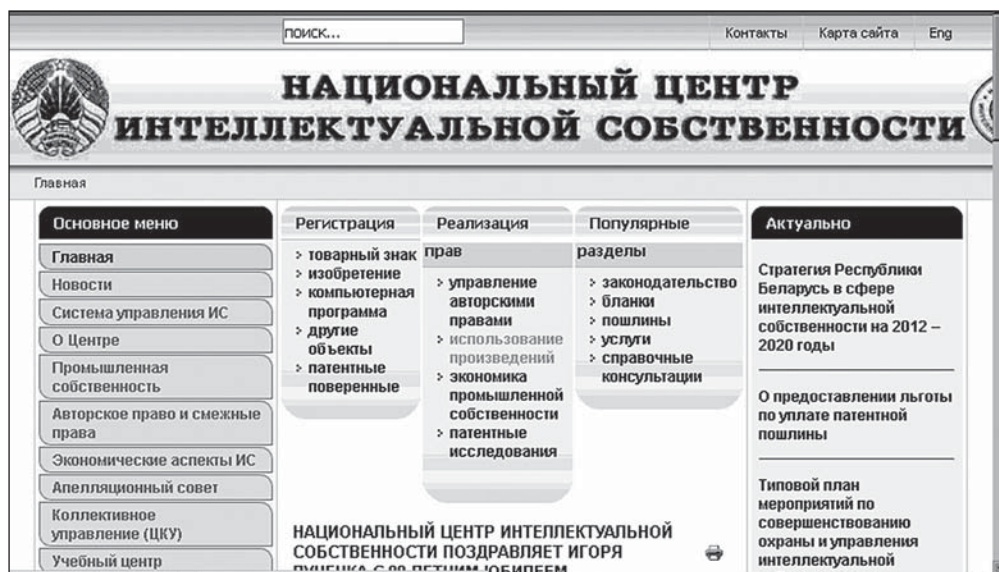 поиск...
Контакты Карта сайта Eng
НАЦИОНАЛЬНЫЙ ЦЕНТР
ИНТЕЛЛЕКТУАЛЬНОЙ СОБСТВЕННОСТИ
Главная
Основное меню
Главная
Новости
Система управления ИС
О Центре
Промышленная
собственность
Авторское право и смежные
права
Экономические аспекты ИС
Апелляционный совет
Коллективное
управление (ЦКУ)
Учебный центр
Регистрация
товарный знак
изобретение
компьютерная
программа
другие
объекты
патентные
поверенные
Реализация
прав
управление
авторскими
правами
использование
произведений
экономика
промышленной
собственности
патентные
исследования
Популярные
разделы
законодательство
бланки
пошлины
услуги
справочные
консультации
НАЦИОНАЛЬНЫЙ ЦЕНТР ИНТЕЛЛЕКТУАЛЬНОЙ
СОБСТВЕННОСТИ ПОЗДРАВЛЯЕТ ИГОРЯ
ЛЕТНИМ ЮБИЛЕЕМ
Актуально
Стратегия Республики
Беларусь в сфере
интеллектуальной
собственности на 2012 –
2020 годы
О предоставлении льготы
по уплате патентной
пошлины
Типовой план
мероприятий по
совершенствованию
охраны и управления
интеллектуальной